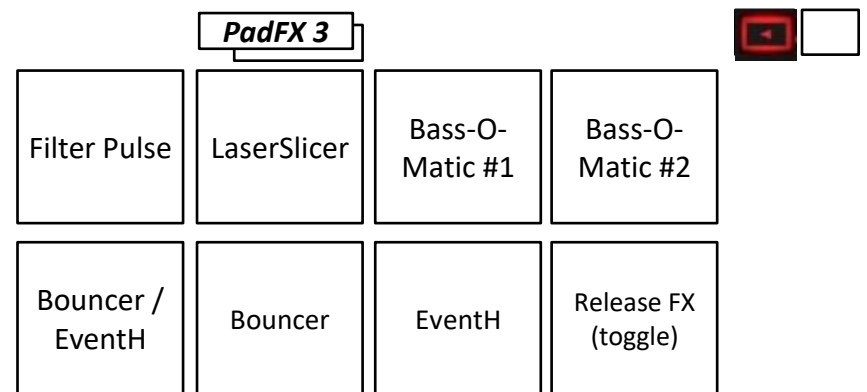 PadFX 3
Filter Pulse
LaserSlicer
Bass-O-
Matic #1
Bass-O-
Matic #2
Bouncer /
EventH
Bouncer
EventH
Release FX
(toggle)